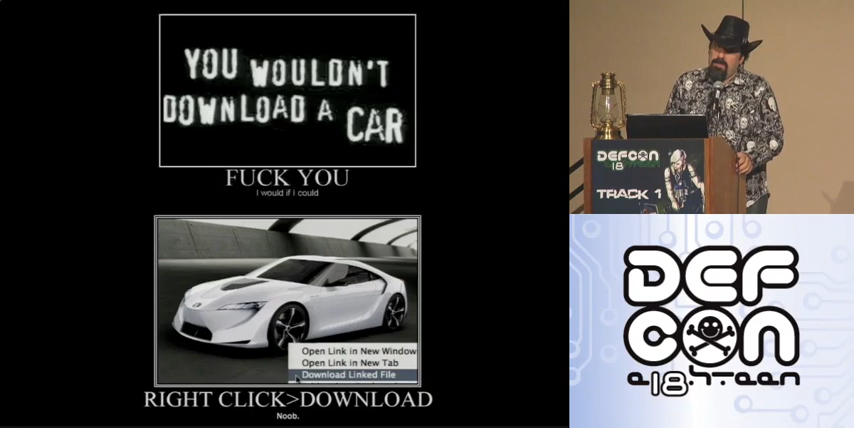 YOU WOULDN'T
DOWNLOAD A CAR
FUCK YOU
I would if I could
Open Link in New Window
Open Link in New Tab
Download Linked File
RIGHT CLICK>DOWNLOAD
Noob.
DEFCON
18
TRACK 1
DEF
CON
18